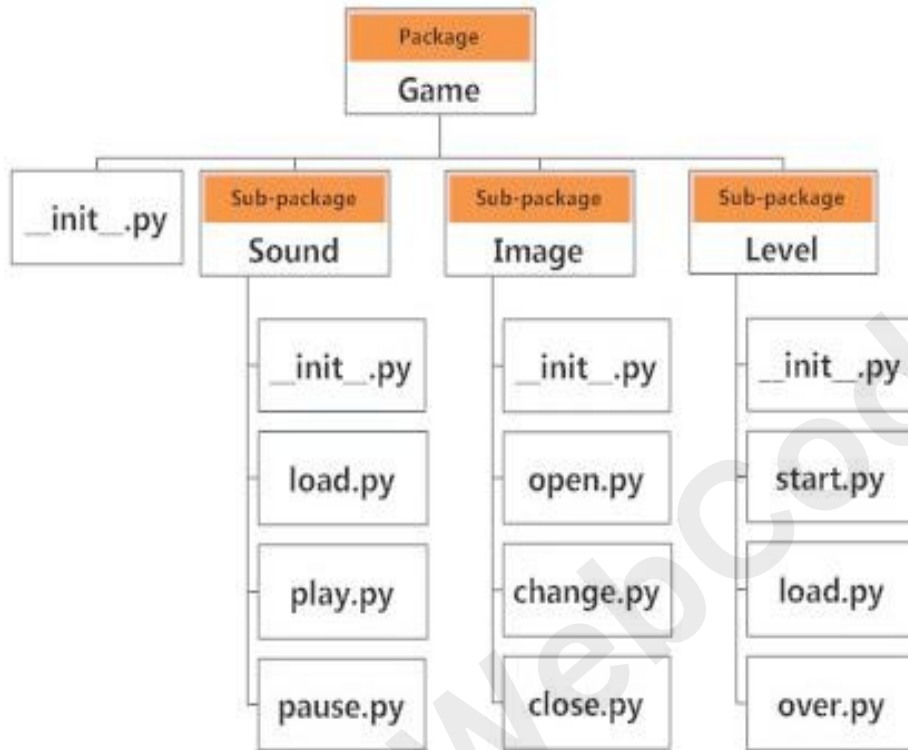 Package
Game
__init__.py
Sub-package
Sound
Sub-package
Image
Sub-package
Level
__init__.py
load.py
play.py
pause.py
__init__.py
open.py
change.py
close.py
__init__.py
start.py
load.py
over.py